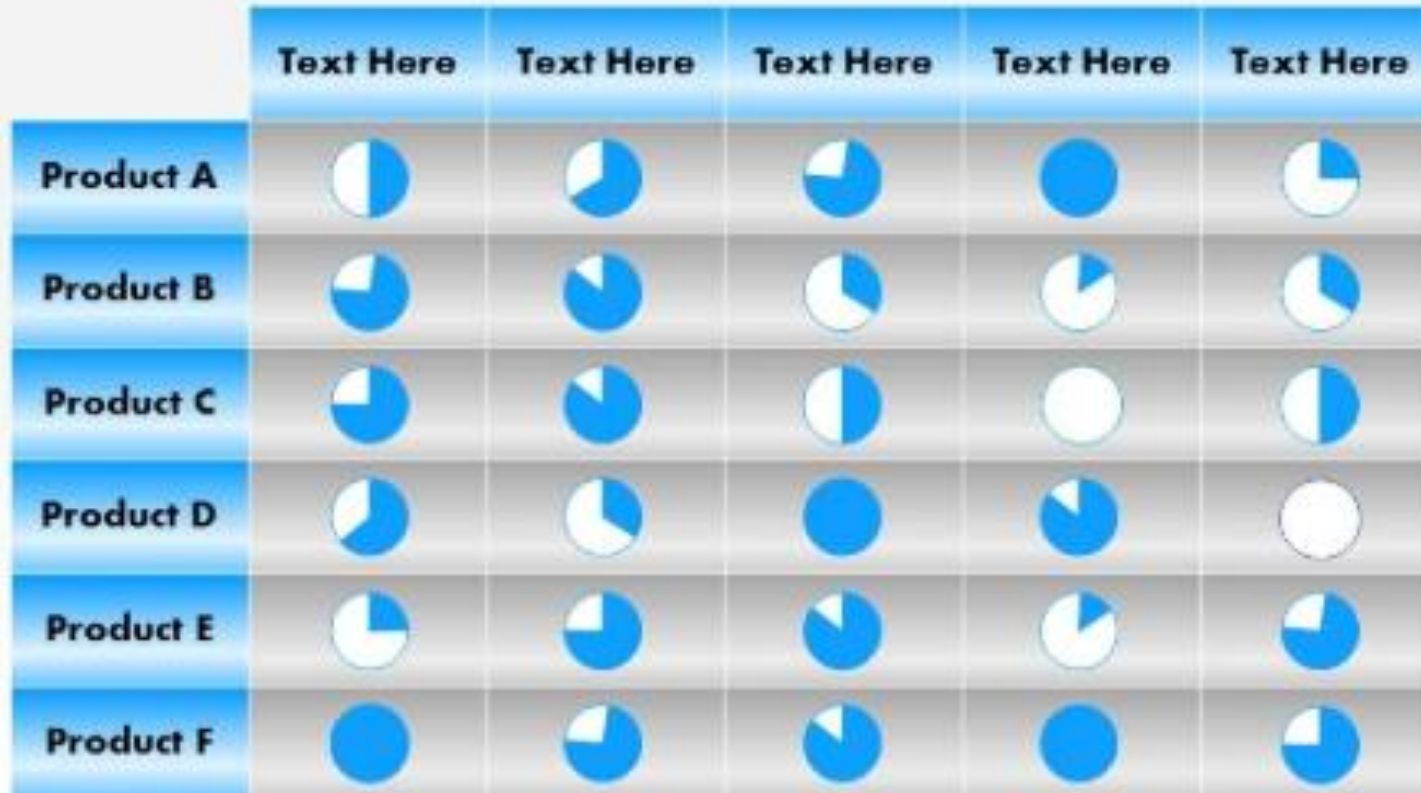 Text Here Text Here Text Here Text Here Text Here
Product A
Product B
Product C
Product D
Product E
Product F